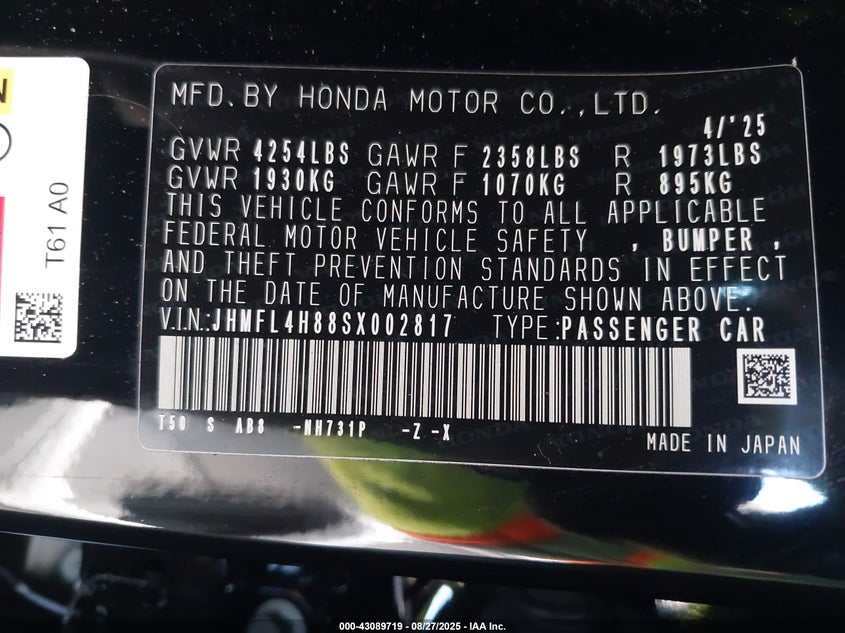 N
T61 A0
MFD. BY HONDA MOTOR CO., LTD.
4/'25
GVWR 4254LBS GAWR F 2358LBS R 1973LBS
GVWR 1930KG GAWR F 1070KG R 895KG
THIS VEHICLE CONFORMS TO ALL APPLICABLE
FEDERAL MOTOR VEHICLE SAFETY , BUMPER ,
AND THEFT PREVENTION STANDARDS IN EFFECT
ON THE DATE OF MANUFACTURE SHOWN ABOVE.
V.I.N.:JHMFL4H88SX002817 TYPE:PASSENGER CAR
T50 S AB8 -NH731P -Z -X
MADE IN JAPAN
000-43089719 - 08/27/2025 - IAA Inc.